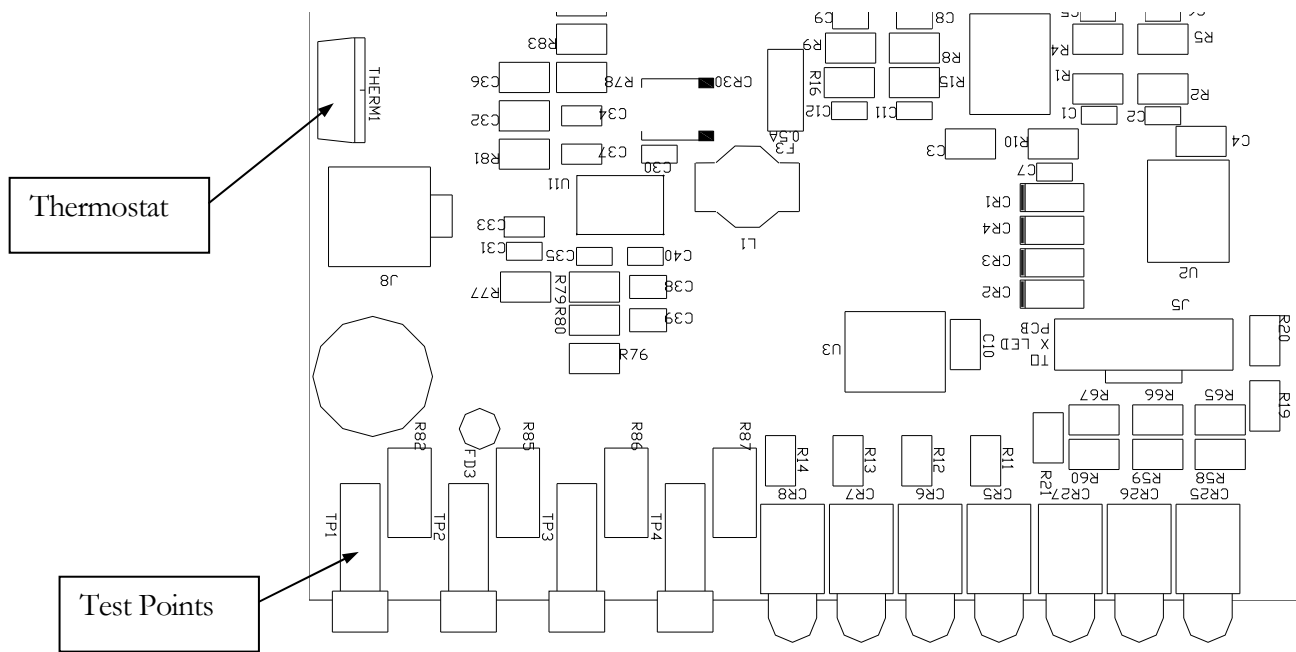 C9
C8
C5
C6
R83
R9
R8
R4
R5
THERM1
C36
R78
CR30
R16
R15
R1
R2
C32
C34
C12
C11
C1
C2
0.5A
F3
R81
C37
C30
C3
R10
C4
U11
C7
Thermostat
CR1
C33
CR4
L1
C31
C35
C40
CR3
J8
U2
R77
R79
C38
CR2
J5
R80
C39
TO
X LED
PCB
R20
U3
C10
R76
R67
R66
R65
R19
R82
FD3
R85
R86
R87
R14
R13
R12
R11
R21
R60
R59
R58
CR8
CR7
CR6
CR5
CR27
CR26
CR25
TP1
TP2
TP3
TP4
Test Points